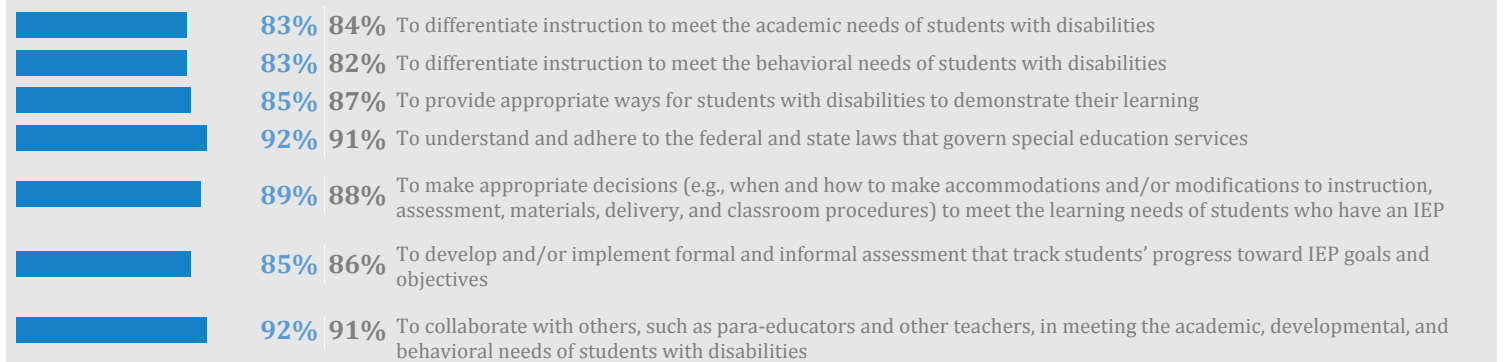 83% 84% To differentiate instruction to meet the academic needs of students with disabilities
83% 82% To differentiate instruction to meet the behavioral needs of students with disabilities
85% 87% To provide appropriate ways for students with disabilities to demonstrate their learning
92% 91% To understand and adhere to the federal and state laws that govern special education services
89% 88% To make appropriate decisions (e.g., when and how to make accommodations and/or modifications to instruction,
assessment, materials, delivery, and classroom procedures) to meet the learning needs of students who have an IEP
85% 86% To develop and/or implement formal and informal assessment that track students’ progress toward IEP goals and
objectives
92% 91% To collaborate with others, such as para-educators and other teachers, in meeting the academic, developmental, and
behavioral needs of students with disabilities